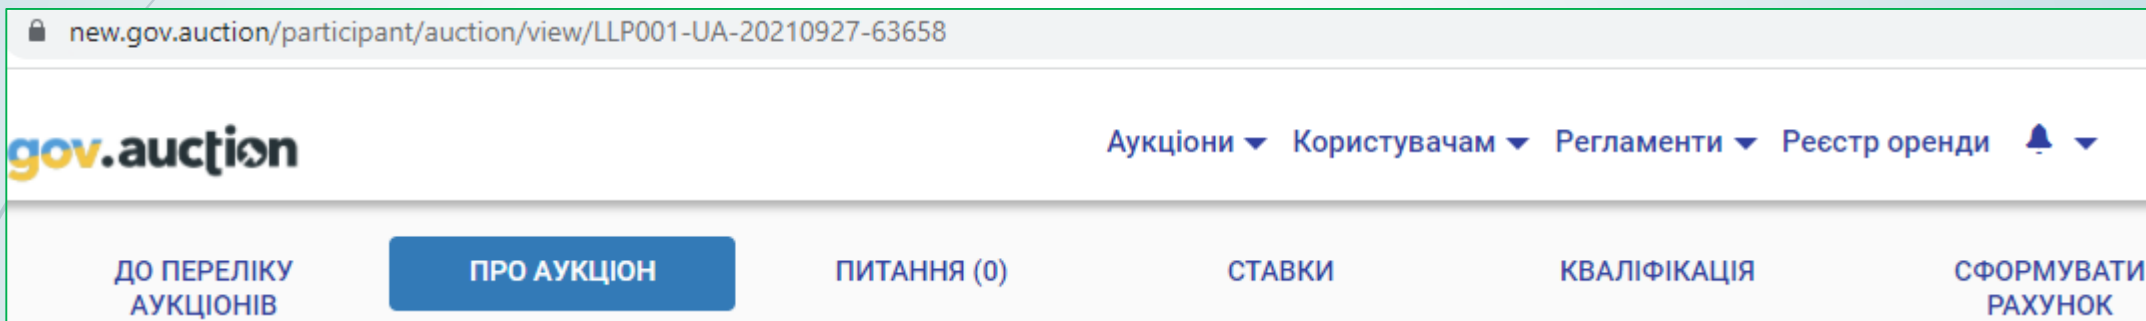 new.gov.auction/participant/auction/view/LLP001-UA-20210927-63658
gov.auction
Аукціони Користувачам Регламенти Реєстр оренди
ДО ПЕРЕЛІКУ АУКЦІОНІВ
ПРО АУКЦІОН
ПИТАННЯ (0)
СТАВКИ
КВАЛІФІКАЦІЯ
СФОРМУВАТИ РАХУНОК